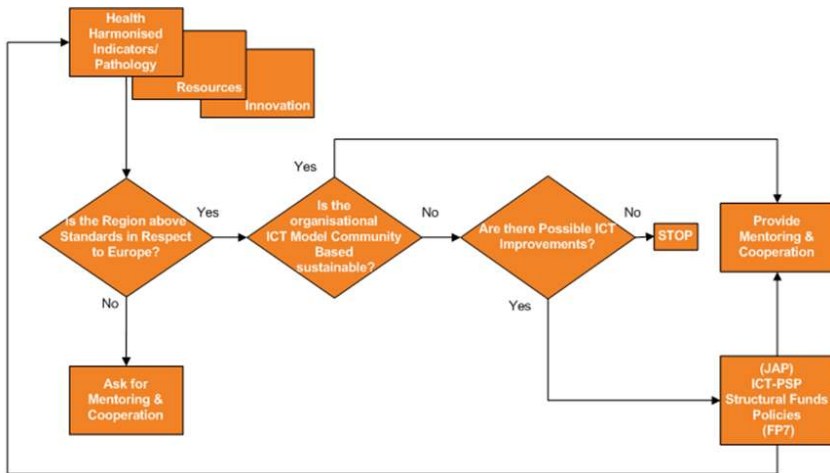 Health
Harmonised
Indicators/
Pathology
Resources
Innovation
Yes
Is the Region above
Standards in Respect
to Europe?
Yes
Is the
organisational
ICT Model Community
Based
sustainable?
No
Are there Possible ICT
Improvements?
No
STOP
Provide
Mentoring &
Cooperation
No
Yes
Ask for
Mentoring &
Cooperation
(JAP)
ICT-PSP
Structural Funds
Policies
(FP7)